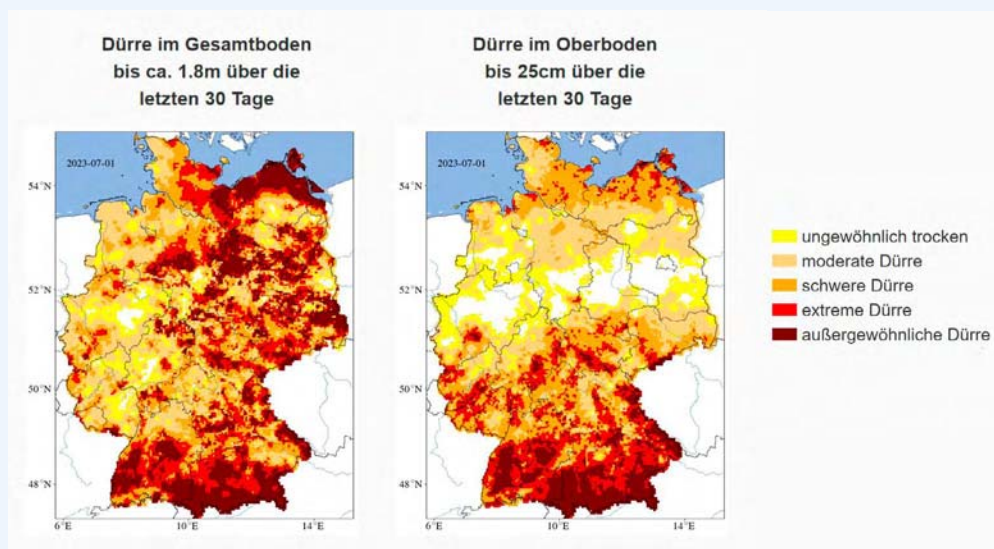 Dürre im Gesamtboden
bis ca. 1.8m über die
letzten 30 Tage
Dürre im Oberboden
bis 25cm über die
letzten 30 Tage
2023-07-01
54°N
52°N
50°N
48°N
6°E
10°E
14°E
2023-07-01
54°N
52°N
50°N
48°N
6°E
10°E
14°E
ungewöhnlich trocken
moderate Dürre
schwere Dürre
extreme Dürre
außergewöhnliche Dürre